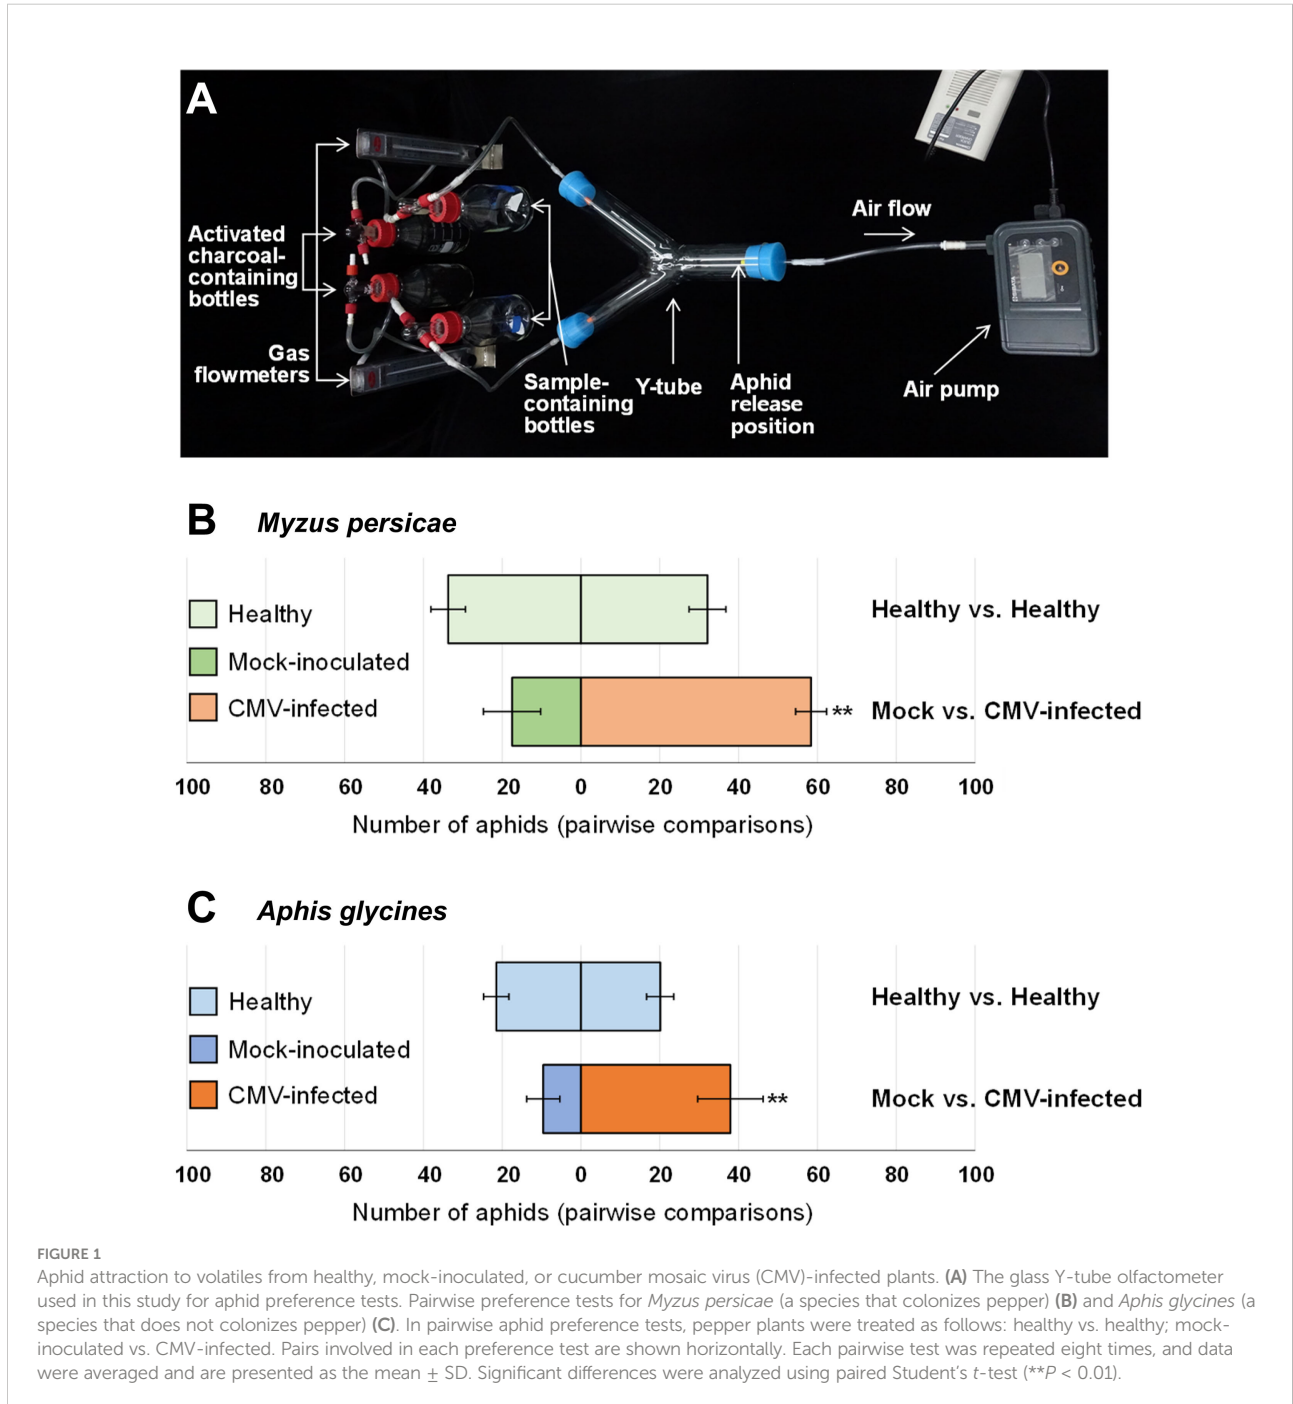 A
Activated
charcoal-
containing
bottles
Gas
flowmeters
Sample-
containing
bottles
Y-tube
Aphid
release
position
Air flow
Air pump
B Myzus persicae
Healthy
Mock-inoculated
CMV-infected
Healthy vs. Healthy
** Mock vs. CMV-infected
100 80 60 40 20 0 20 40 60 80 100
Number of aphids (pairwise comparisons)
C Aphis glycines
Healthy
Mock-inoculated
CMV-infected
Healthy vs. Healthy
** Mock vs. CMV-infected
100 80 60 40 20 0 20 40 60 80 100
Number of aphids (pairwise comparisons)
FIGURE 1
Aphid attraction to volatiles from healthy, mock-inoculated, or cucumber mosaic virus (CMV)-infected plants. (A) The glass Y-tube olfactometer
used in this study for aphid preference tests. Pairwise preference tests for Myzus persicae (a species that colonizes pepper) (B) and Aphis glycines (a
species that does not colonizes pepper) (C). In pairwise aphid preference tests, pepper plants were treated as follows: healthy vs. healthy; mock-
inoculated vs. CMV-infected. Pairs involved in each preference test are shown horizontally. Each pairwise test was repeated eight times, and data
were averaged and are presented as the mean ± SD. Significant differences were analyzed using paired Student's t-test (**P < 0.01).